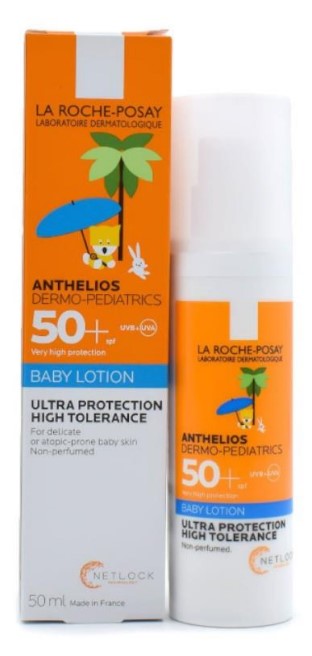 LA ROCHE-POSAY
LABORATOIRE DERMATOLOGIQUE
ANTHELIOS
DERMO-PEDIATRICS
50+ spf UVB+UVA
Very high protection
BABY LOTION
ULTRA PROTECTION
HIGH TOLERANCE
For delicate
or atopic-prone baby skin
Non-perfumed
NETLOCK
50 ml Made in France
LA ROCHE-POSAY
LABORATOIRE DERMATOLOGIQUE
ANTHELIOS
DERMO-PEDIATRICS
50+ spf UVB+UVA
Very high protection
BABY LOTION
ULTRA PROTECTION
HIGH TOLERANCE
Non-perfumed.
NETLOCK